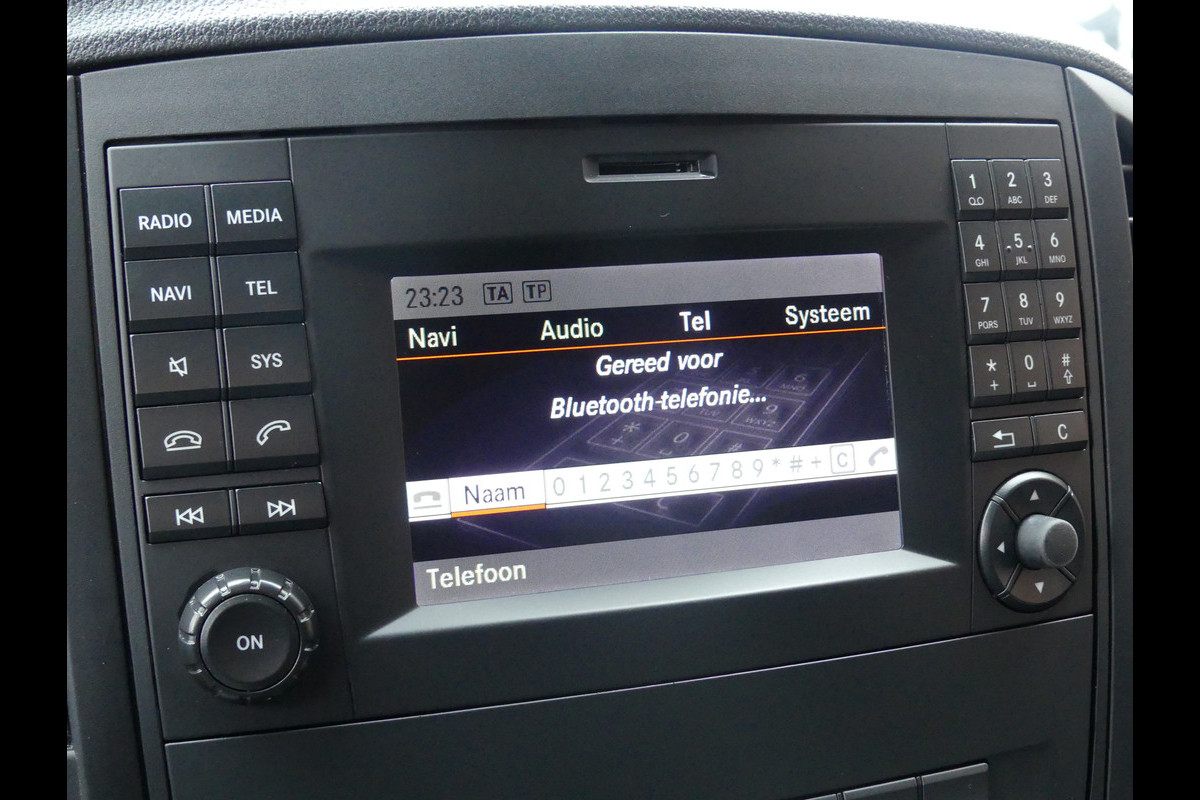 RADIO MEDIA
NAVI TEL
SYS
ON
23:23 TA TP
Navi Audio Tel Systeem
Gereed voor
Bluetooth-telefonie...
Naam 0 1 2 3 4 5 6 7 8 9 * # + C
Telefoon
1 2 3
ABC DEF
4 5 6
GHI JKL MNO
7 8 9
PQRS TUV WXYZ
* 0 #
+
C